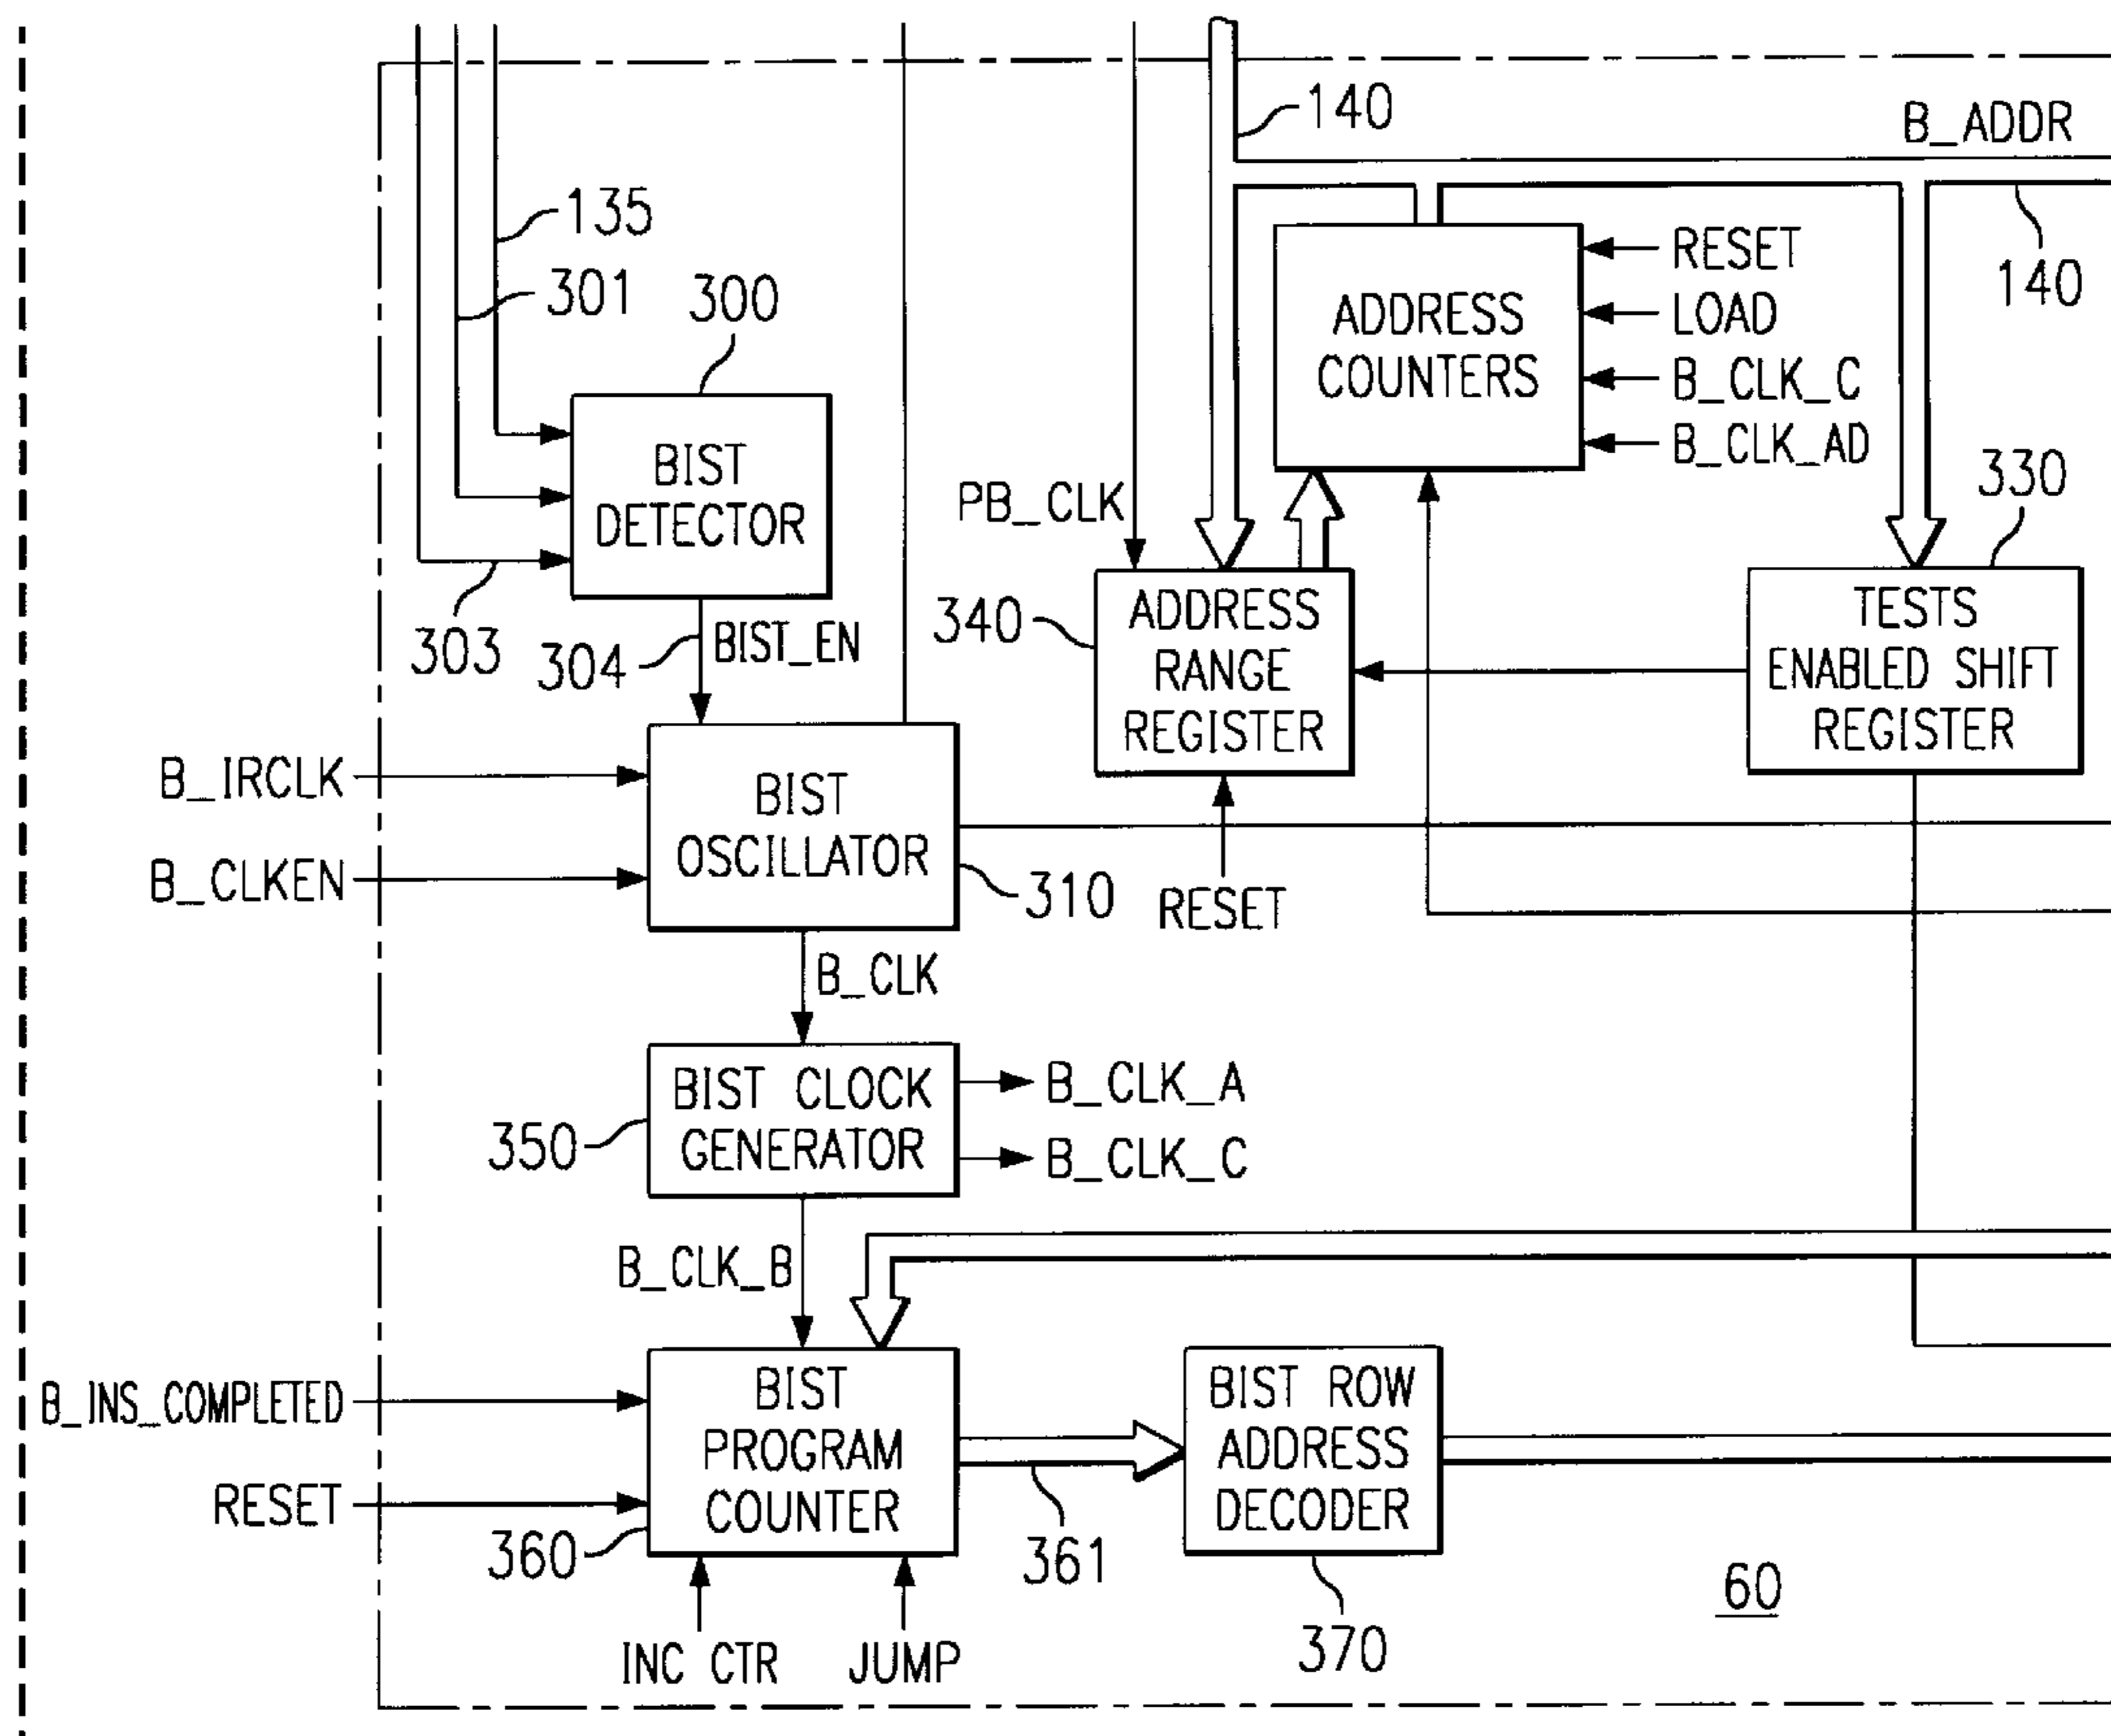 140
B_ADDR
135
301
300
RESET
LOAD
B_CLK_C
B_CLK_AD
140
ADDRESS
COUNTERS
BIST
DETECTOR
PB_CLK
330
303
304
BIST_EN
340
ADDRESS
RANGE
REGISTER
TESTS
ENABLED SHIFT
REGISTER
B_IRCLK
B_CLKEN
BIST
OSCILLATOR
310
RESET
B_CLK
BIST CLOCK
GENERATOR
350
B_CLK_A
B_CLK_C
B_CLK_B
B_INS_COMPLETED
RESET
BIST
PROGRAM
COUNTER
360
361
BIST ROW
ADDRESS
DECODER
370
60
INC CTR
JUMP